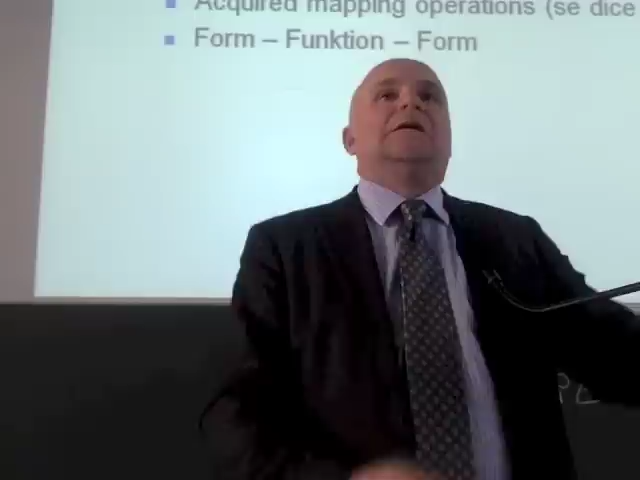 Acquired mapping operations (se dice
Form – Funktion – Form